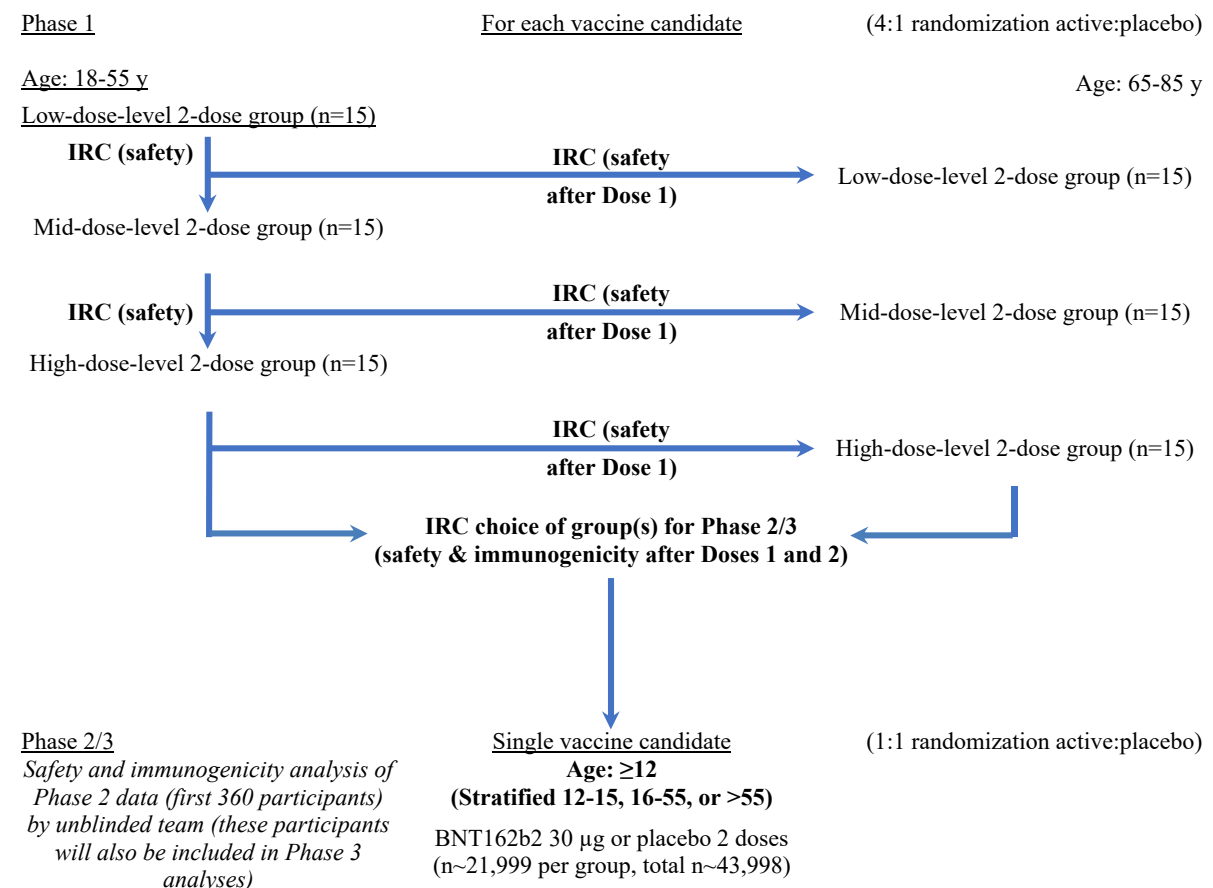 Phase 1 For each vaccine candidate (4:1 randomization active:placebo)
Age: 18-55 y Age: 65-85 y
Low-dose-level 2-dose group (n=15)
IRC (safety) IRC (safety
after Dose 1)
Low-dose-level 2-dose group (n=15)
Mid-dose-level 2-dose group (n=15)
IRC (safety) IRC (safety
after Dose 1)
Mid-dose-level 2-dose group (n=15)
High-dose-level 2-dose group (n=15)
IRC (safety
after Dose 1)
High-dose-level 2-dose group (n=15)
IRC choice of group(s) for Phase 2/3
(safety & immunogenicity after Doses 1 and 2)
Phase 2/3
Safety and immunogenicity analysis of
Phase 2 data (first 360 participants)
by unblinded team (these participants
will also be included in Phase 3
analyses)
Single vaccine candidate
Age: ≥12
(Stratified 12-15, 16-55, or >55)
BNT162b2 30 µg or placebo 2 doses
(n~21,999 per group, total n~43,998)
(1:1 randomization active:placebo)